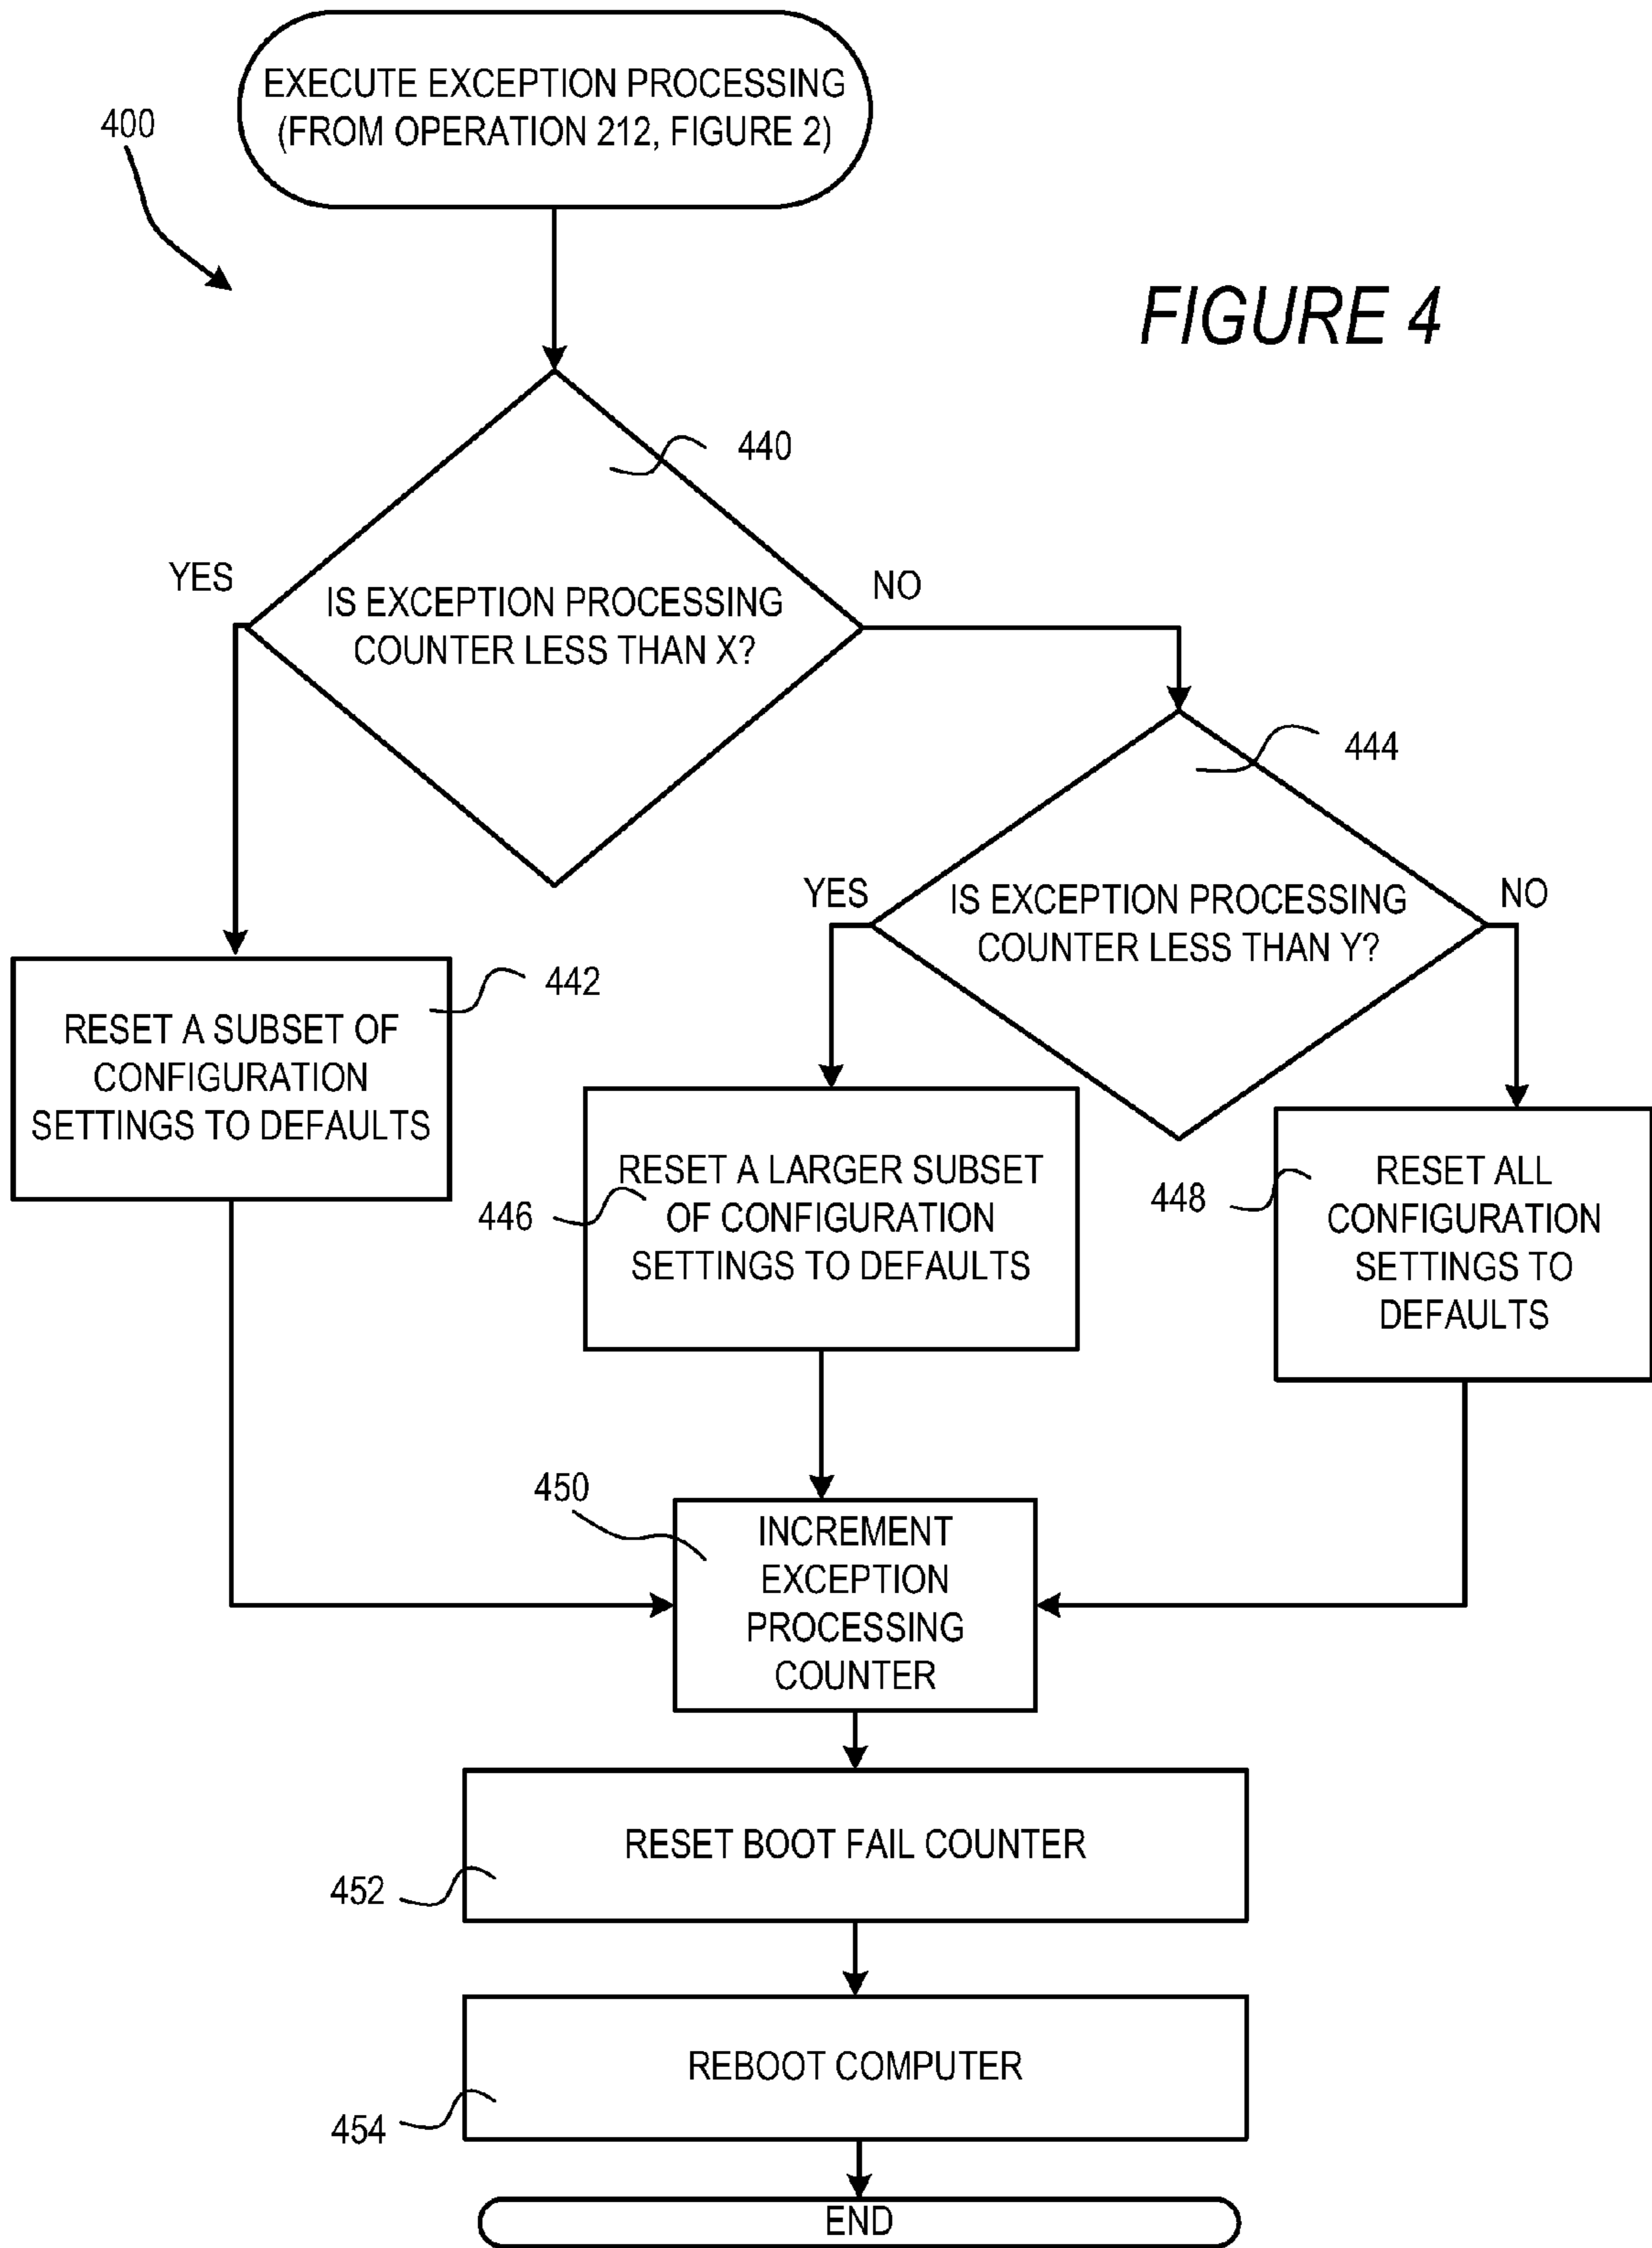 EXECUTE EXCEPTION PROCESSING
(FROM OPERATION 212, FIGURE 2)
400
FIGURE 4
440
YES
NO
IS EXCEPTION PROCESSING
COUNTER LESS THAN X?
444
YES
NO
IS EXCEPTION PROCESSING
COUNTER LESS THAN Y?
442
RESET A SUBSET OF
CONFIGURATION
SETTINGS TO DEFAULTS
446
RESET A LARGER SUBSET
OF CONFIGURATION
SETTINGS TO DEFAULTS
448
RESET ALL
CONFIGURATION
SETTINGS TO
DEFAULTS
450
INCREMENT
EXCEPTION
PROCESSING
COUNTER
RESET BOOT FAIL COUNTER
452
REBOOT COMPUTER
454
END